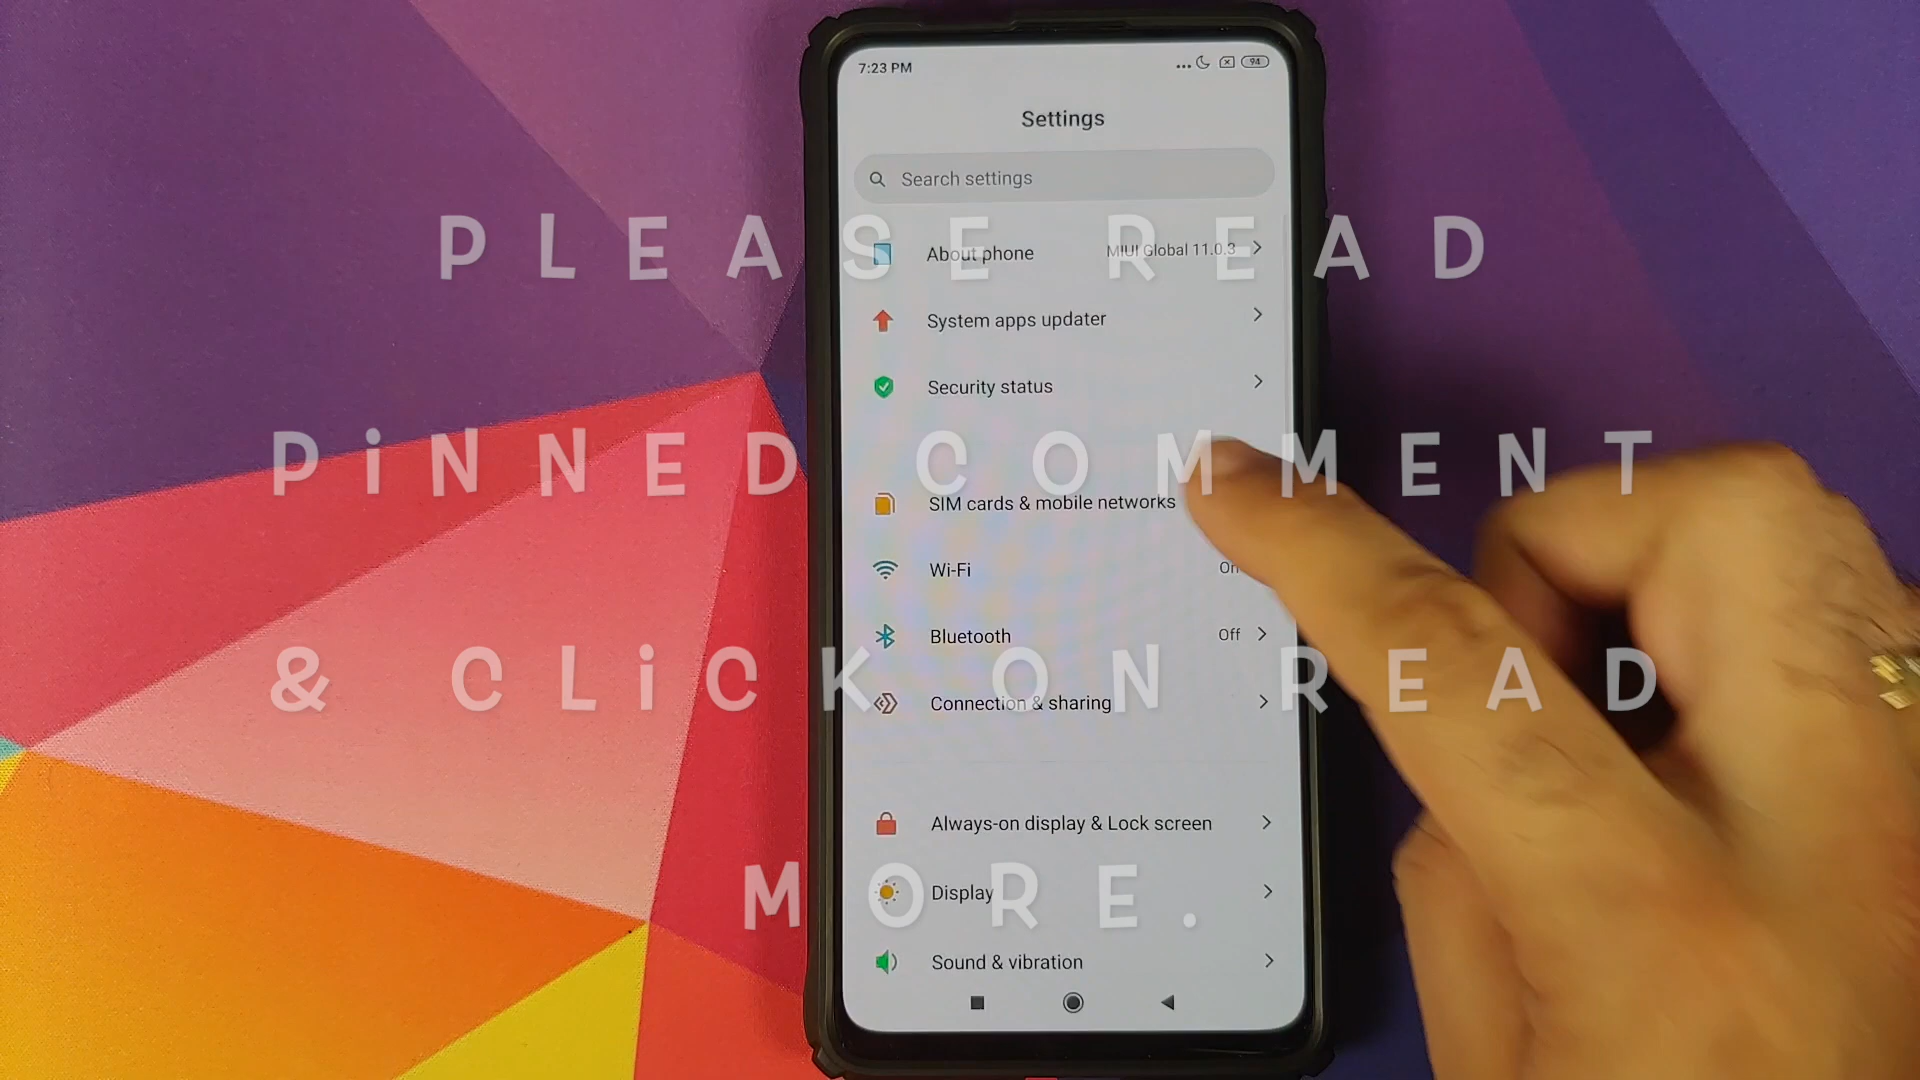 7:23 PM
94
Settings
Search settings
PLEASE READ
About phone MIUI Global 11.0.3
System apps updater
Security status
PiNNED COMMENT
SIM cards & mobile networks
Wi-Fi On
Bluetooth Off
& CLiCK ON READ
Connection & sharing
Always-on display & Lock screen
MORE.
Display
Sound & vibration